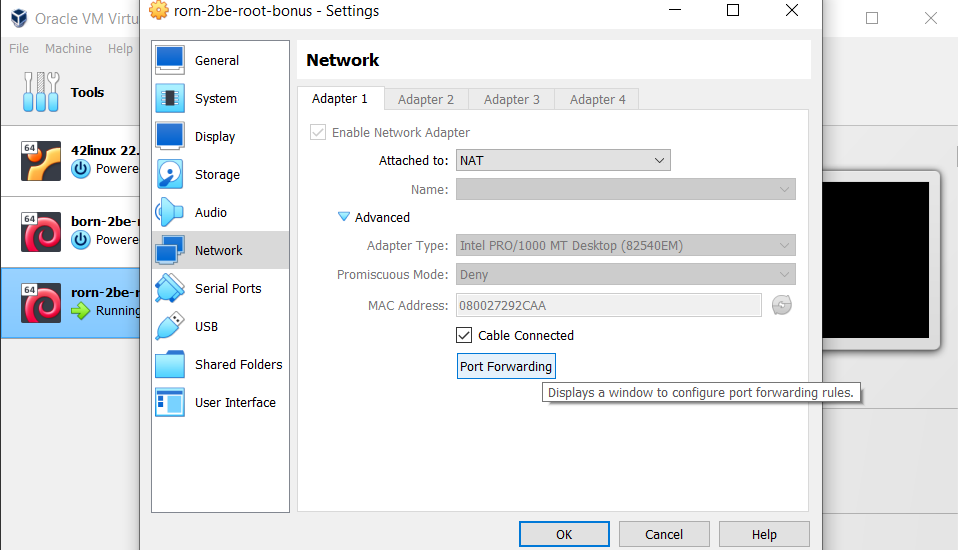 Oracle VM Virtu
rorn-2be-root-bonus - Settings
File Machine Help
Tools
64
42linux 22.
Powere
64
born-2be-r
Powere
64
rorn-2be-r
Running
General
System
Display
Storage
Audio
Network
Serial Ports
USB
Shared Folders
User Interface
Network
Adapter 1 Adapter 2 Adapter 3 Adapter 4
Enable Network Adapter
Attached to: NAT
Name:
Advanced
Adapter Type: Intel PRO/1000 MT Desktop (82540EM)
Promiscuous Mode: Deny
MAC Address: 080027292CAA
Cable Connected
Port Forwarding
Displays a window to configure port forwarding rules.
OK Cancel Help